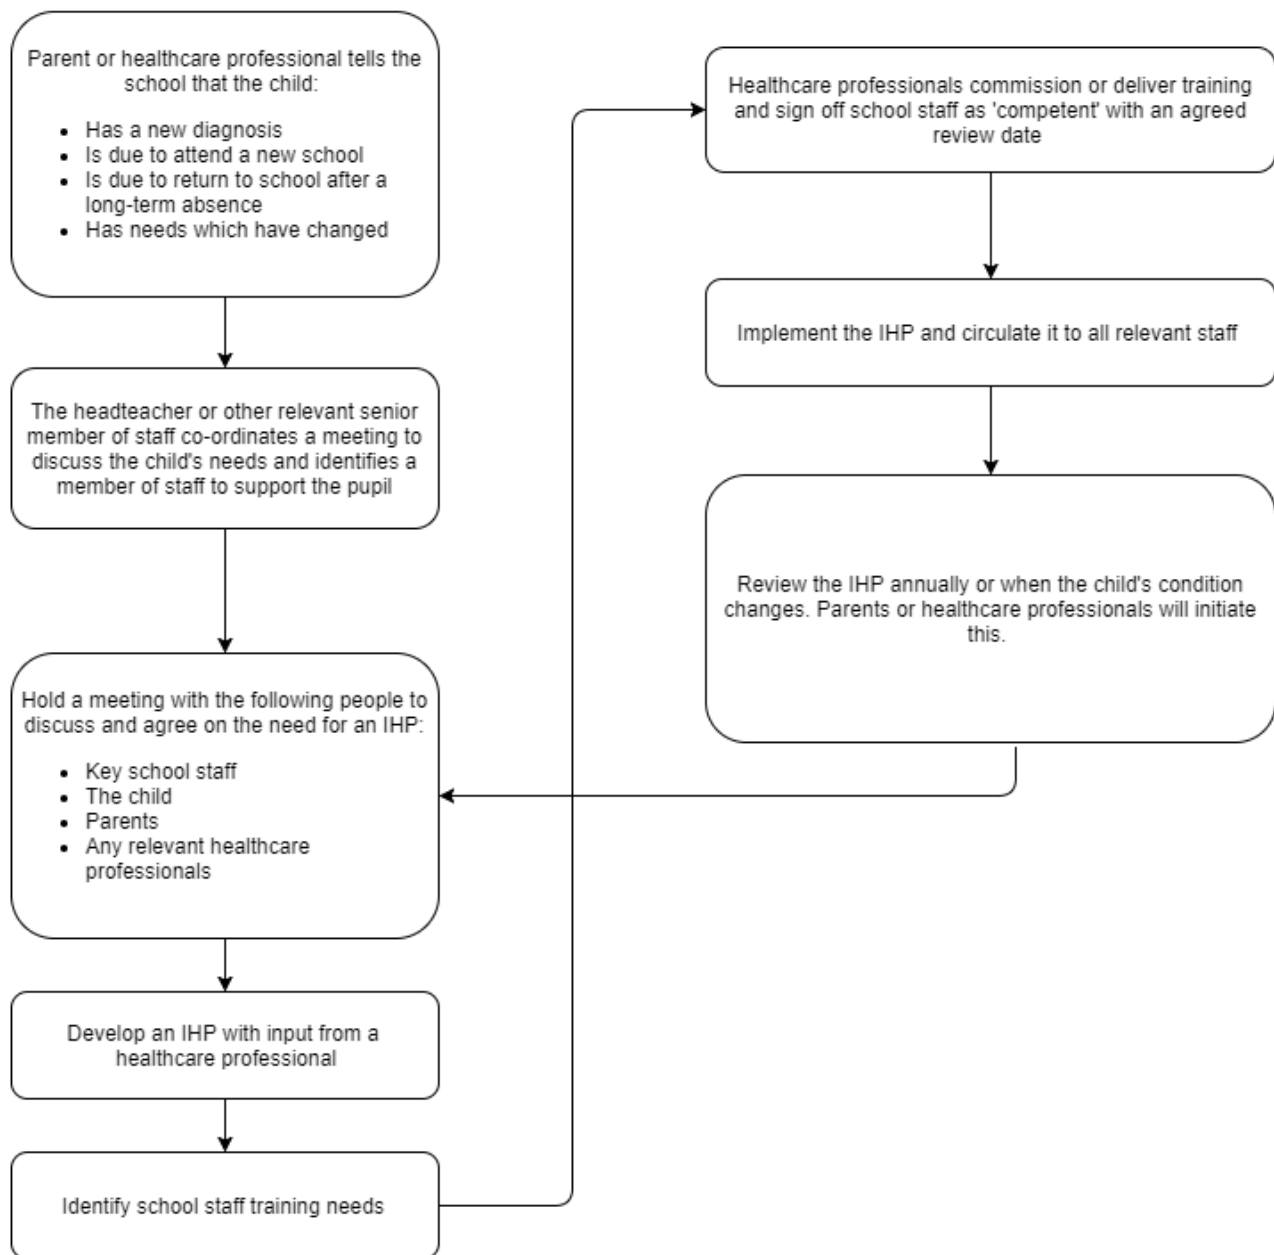 Parent or healthcare professional tells the
school that the child:
• Has a new diagnosis
• Is due to attend a new school
• Is due to return to school after a
long-term absence
• Has needs which have changed
The headteacher or other relevant senior
member of staff co-ordinates a meeting to
discuss the child's needs and identifies a
member of staff to support the pupil
Hold a meeting with the following people to
discuss and agree on the need for an IHP:
• Key school staff
• The child
• Parents
• Any relevant healthcare
professionals
Develop an IHP with input from a
healthcare professional
Identify school staff training needs
Healthcare professionals commission or deliver training
and sign off school staff as 'competent' with an agreed
review date
Implement the IHP and circulate it to all relevant staff
Review the IHP annually or when the child's condition
changes. Parents or healthcare professionals will initiate
this.